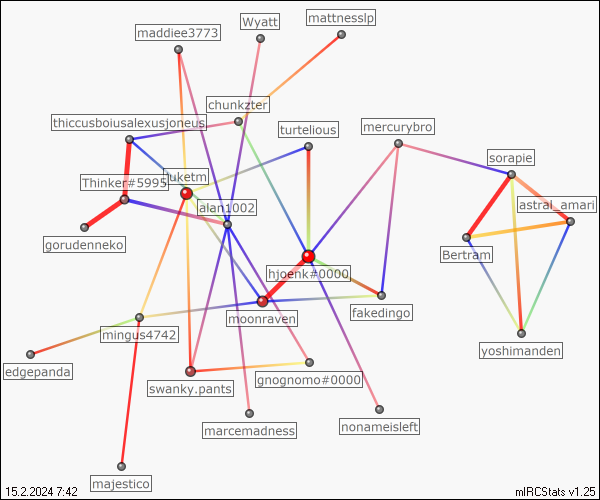 maddiee3773
Wyatt
mattnesslp
chunkzter
thiccusboiusalexusjoneus
turtelious
mercurybro
sorapie
Thinker#5995
luketm
alan1002
astral_amari
gorudenneko
Bertram
hjoenk#0000
moonraven
fakedingo
mingus4742
yoshimanden
edgepanda
swanky.pants
gnognomo#0000
marcemadness
nonameisleft
majestico
15.2.2024 7:42
mIRCStats v1.25